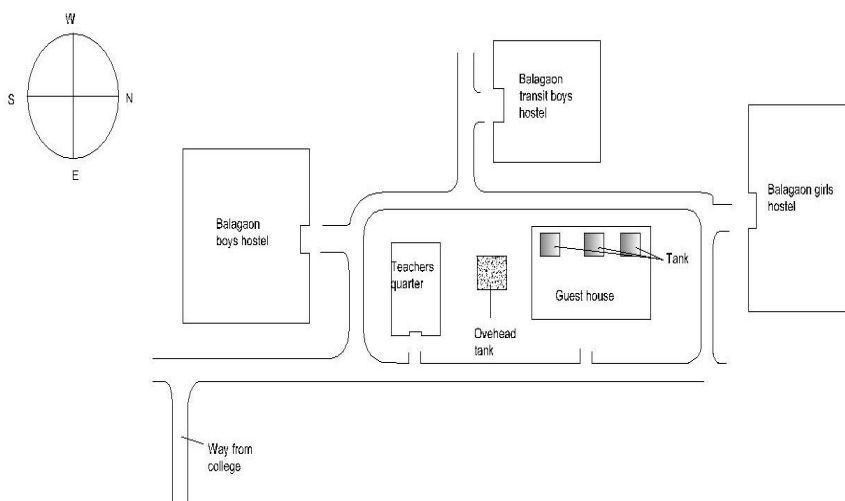 W
S
N
E
Balagaon
transit boys
hostel
Balagaon
boys hostel
Balagaon girls
hostel
Teachers
quarter
Tank
Guest house
Ovehead
tank
Way from
college